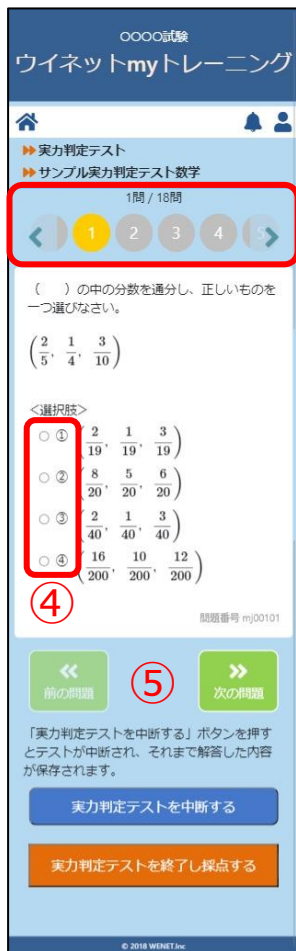 ○○○○試験
ウイネットmyトレーニング
実力判定テスト
サンプル実力判定テスト数学
1問 / 18問
1 2 3 4 5
（　）の中の分数を通分し、正しいものを
一つ選びなさい。
(2/5, 1/4, 3/10)
＜選択肢＞
① (2/19, 1/19, 3/19)
② (8/20, 5/20, 6/20)
③ (2/40, 1/40, 3/40)
④ (16/200, 10/200, 12/200)
④
問題番号 mj00101
前の問題
⑤
次の問題
「実力判定テストを中断する」ボタンを押す
とテストが中断され、それまで解答した内容
が保存されます。
実力判定テストを中断する
実力判定テストを終了し採点する
© 2018 WENET.Inc